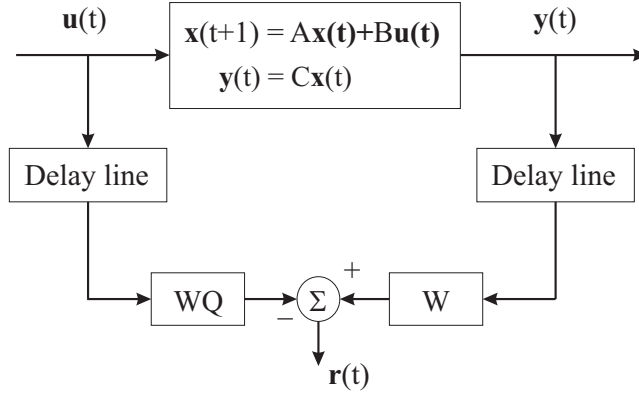 u(t)
x(t+1) = Ax(t)+Bu(t)
y(t) = Cx(t)
y(t)
Delay line
Delay line
WQ
−
Σ
+
W
r(t)